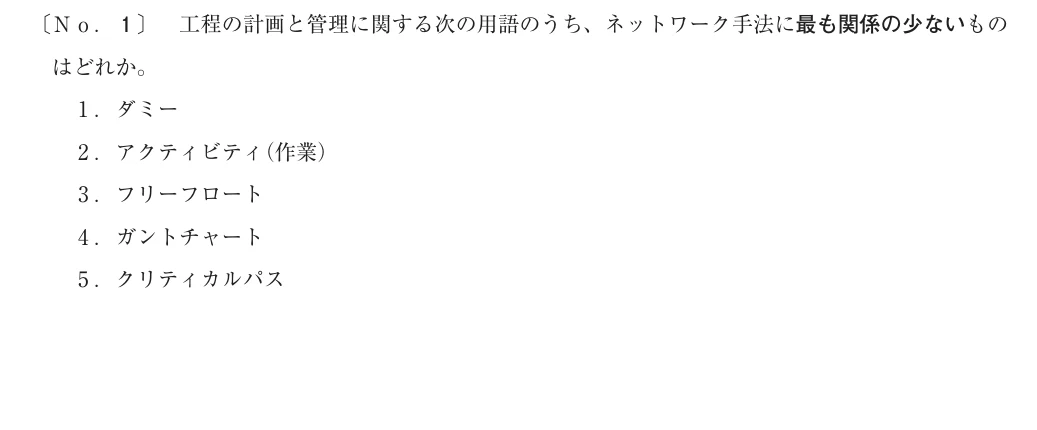 〔Ｎｏ．１〕　工程の計画と管理に関する次の用語のうち、ネットワーク手法に最も関係の少ないもの
はどれか。
１．ダミー
２．アクティビティ(作業)
３．フリーフロート
４．ガントチャート
５．クリティカルパス